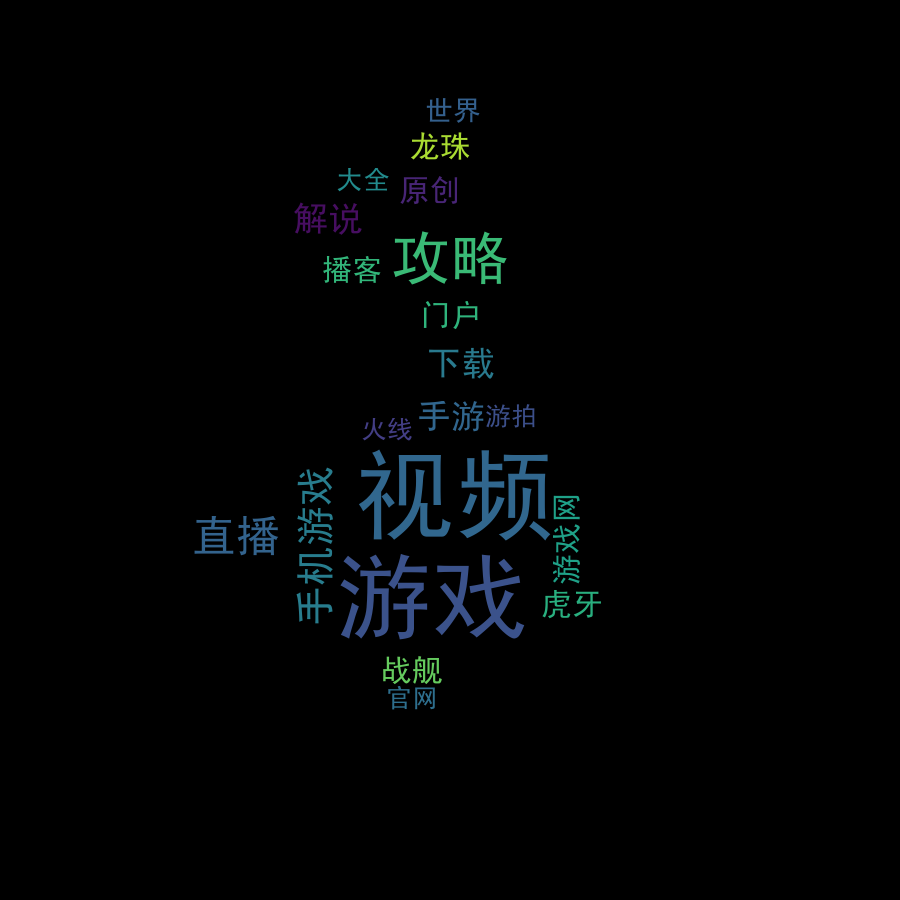 世界
龙珠
大全
原创
解说
攻略
播客
门户
下载
手游
游拍
火线
视频
手机游戏
游戏网
直播
游戏
虎牙
战舰
官网